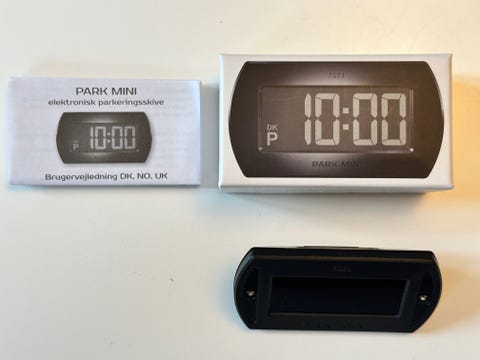 PARK MINI
elektronisk parkeringsskive
P
10:00
Brugervejledning DK, NO, UK
DK
P
10:00
PARK MINI